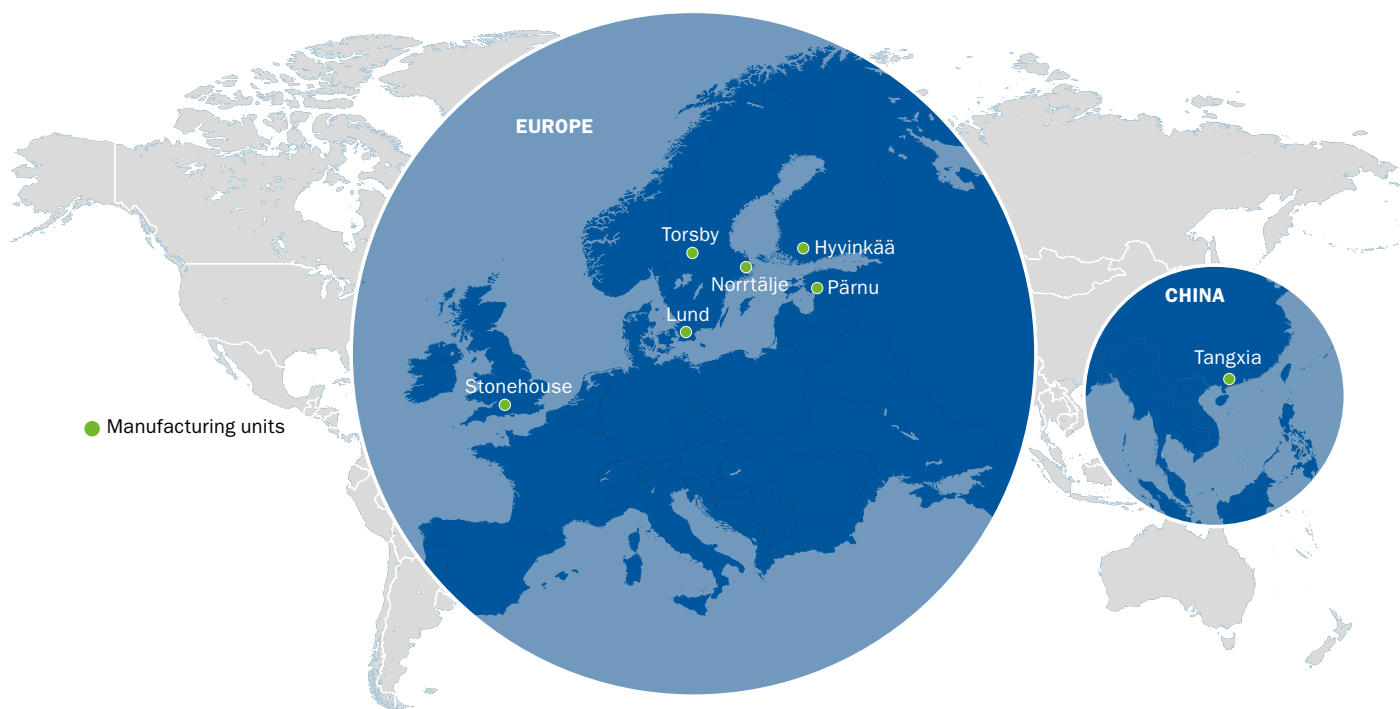 EUROPE
Torsby
Hyvinkää
Norrtälje
Pärnu
Lund
CHINA
Tangxia
Stonehouse
Manufacturing units